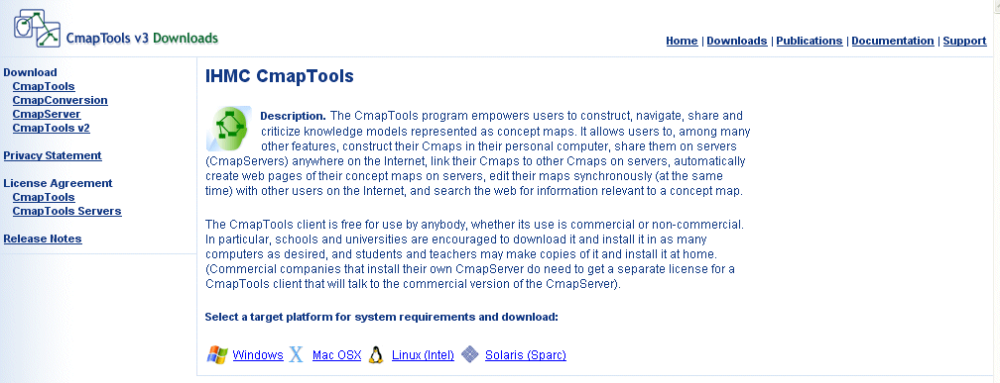 CmapTools v3 Downloads
Home | Downloads | Publications | Documentation | Support
Download
CmapTools
CmapConversion
CmapServer
CmapTools v2
Privacy Statement
License Agreement
CmapTools
CmapTools Servers
Release Notes
IHMC CmapTools
Description. The CmapTools program empowers users to construct, navigate, share and
criticize knowledge models represented as concept maps. It allows users to, among many
other features, construct their Cmaps in their personal computer, share them on servers
(CmapServers) anywhere on the Internet, link their Cmaps to other Cmaps on servers, automatically
create web pages of their concept maps on servers, edit their maps synchronously (at the same
time) with other users on the Internet, and search the web for information relevant to a concept map.
The CmapTools client is free for use by anybody, whether its use is commercial or non-commercial.
In particular, schools and universities are encouraged to download it and install it in as many
computers as desired, and students and teachers may make copies of it and install it at home.
(Commercial companies that install their own CmapServer do need to get a separate license for a
CmapTools client that will talk to the commercial version of the CmapServer).
Select a target platform for system requirements and download:
Windows Mac OSX Linux (Intel) Solaris (Sparc)